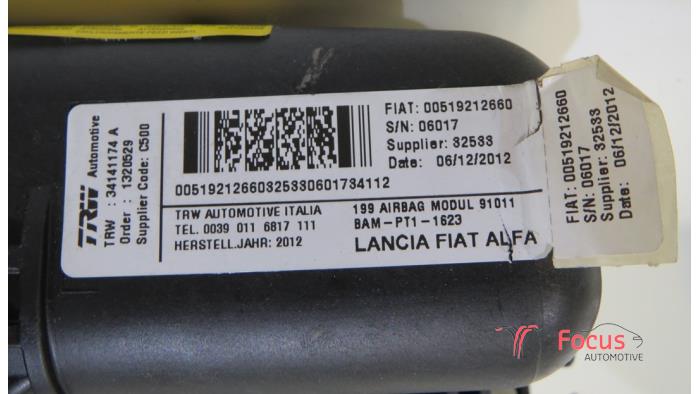 TRW Automotive
TRW : 34141174 A
Order : 1320529
Supplier Code: C500
FIAT: 00519212660
S/N: 06017
Supplier: 32533
Date: 06/12/2012
00519212660325330601734112
TRW AUTOMOTIVE ITALIA
TEL. 0039 011 6817 111
HERSTELL.JAHR: 2012
199 AIRBAG MODUL 91011
BAM-PT1-1623
LANCIA FIAT ALFA
FIAT: 00519212660
S/N: 06017
Supplier: 32533
Date: 06/12/2012
Focus
AUTOMOTIVE